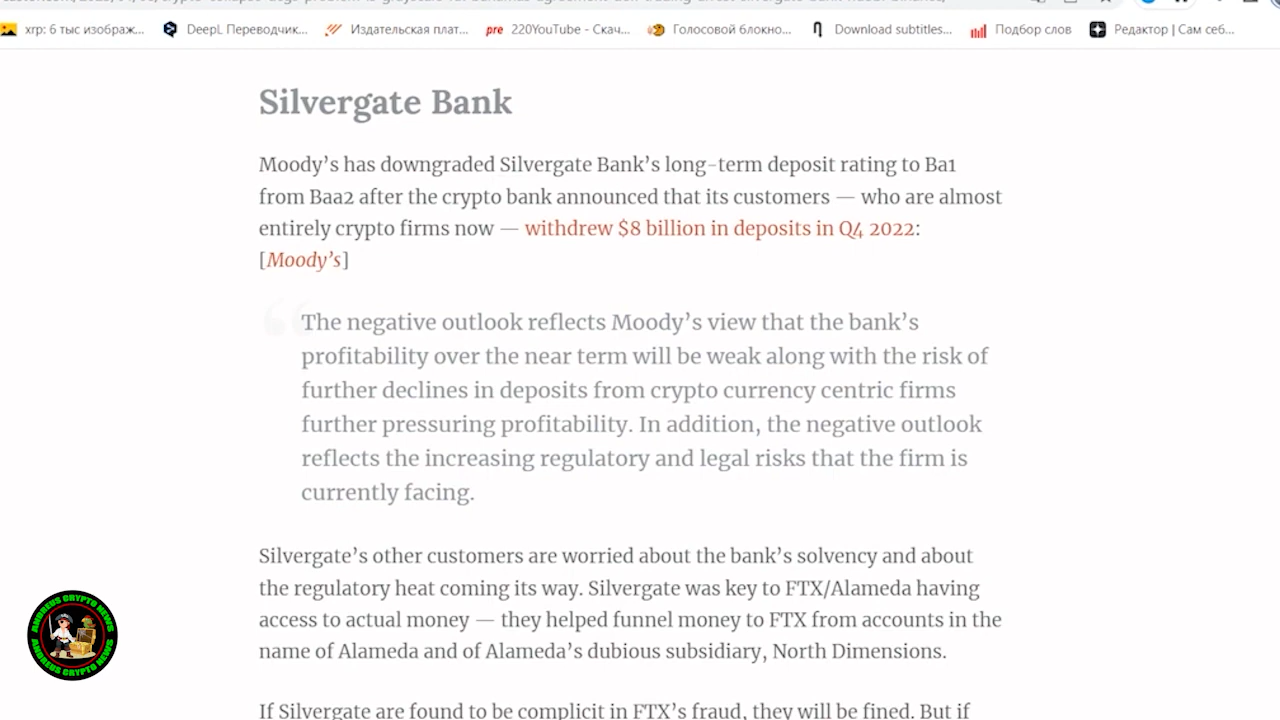 xrp: 6 тыс изображ...
DeepL Переводчик...
Издательская плат...
pre 220YouTube - Скач...
Голосовой блокно...
Download subtitles...
Подбор слов
Редактор | Сам себ...
Silvergate Bank
Moody’s has downgraded Silvergate Bank’s long-term deposit rating to Ba1
from Baa2 after the crypto bank announced that its customers — who are almost
entirely crypto firms now — withdrew $8 billion in deposits in Q4 2022:
[Moody’s]
“The negative outlook reflects Moody’s view that the bank’s
profitability over the near term will be weak along with the risk of
further declines in deposits from crypto currency centric firms
further pressuring profitability. In addition, the negative outlook
reflects the increasing regulatory and legal risks that the firm is
currently facing.
Silvergate’s other customers are worried about the bank’s solvency and about
the regulatory heat coming its way. Silvergate was key to FTX/Alameda having
access to actual money — they helped funnel money to FTX from accounts in the
name of Alameda and of Alameda’s dubious subsidiary, North Dimensions.
If Silvergate are found to be complicit in FTX’s fraud, they will be fined. But if
ANDREUS CRYPTO NEWS
ANDREUS CRYPTO NEWS